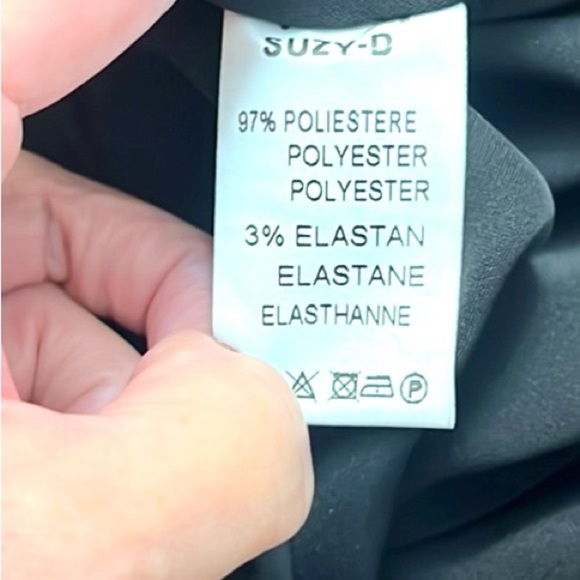 SUZY-D
97% POLIESTERE
POLYESTER
POLYESTER
3% ELASTAN
ELASTANE
ELASTHANNE
P